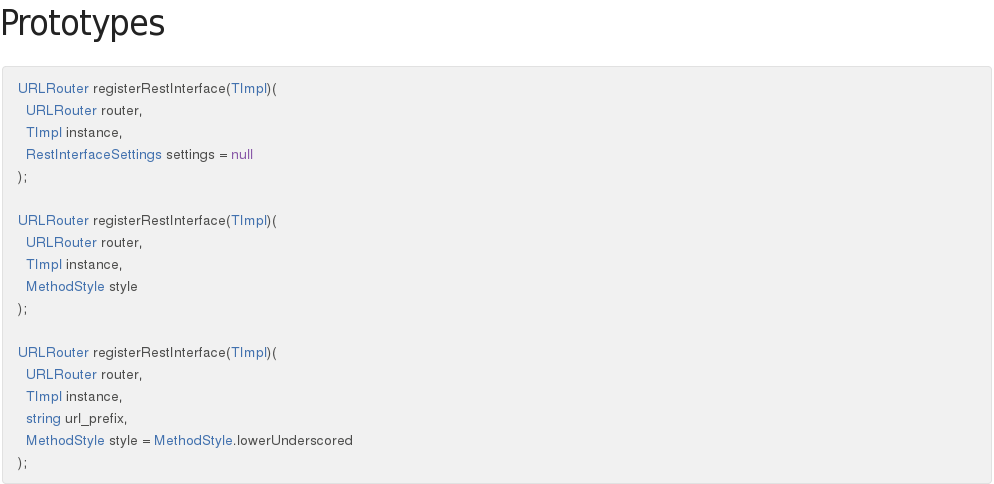 Prototypes
URLRouter registerRestInterface(TImpl)(
  URLRouter router,
  TImpl instance,
  RestInterfaceSettings settings = null
);
URLRouter registerRestInterface(TImpl)(
  URLRouter router,
  TImpl instance,
  MethodStyle style
);
URLRouter registerRestInterface(TImpl)(
  URLRouter router,
  TImpl instance,
  string url_prefix,
  MethodStyle style = MethodStyle.lowerUnderscored
);